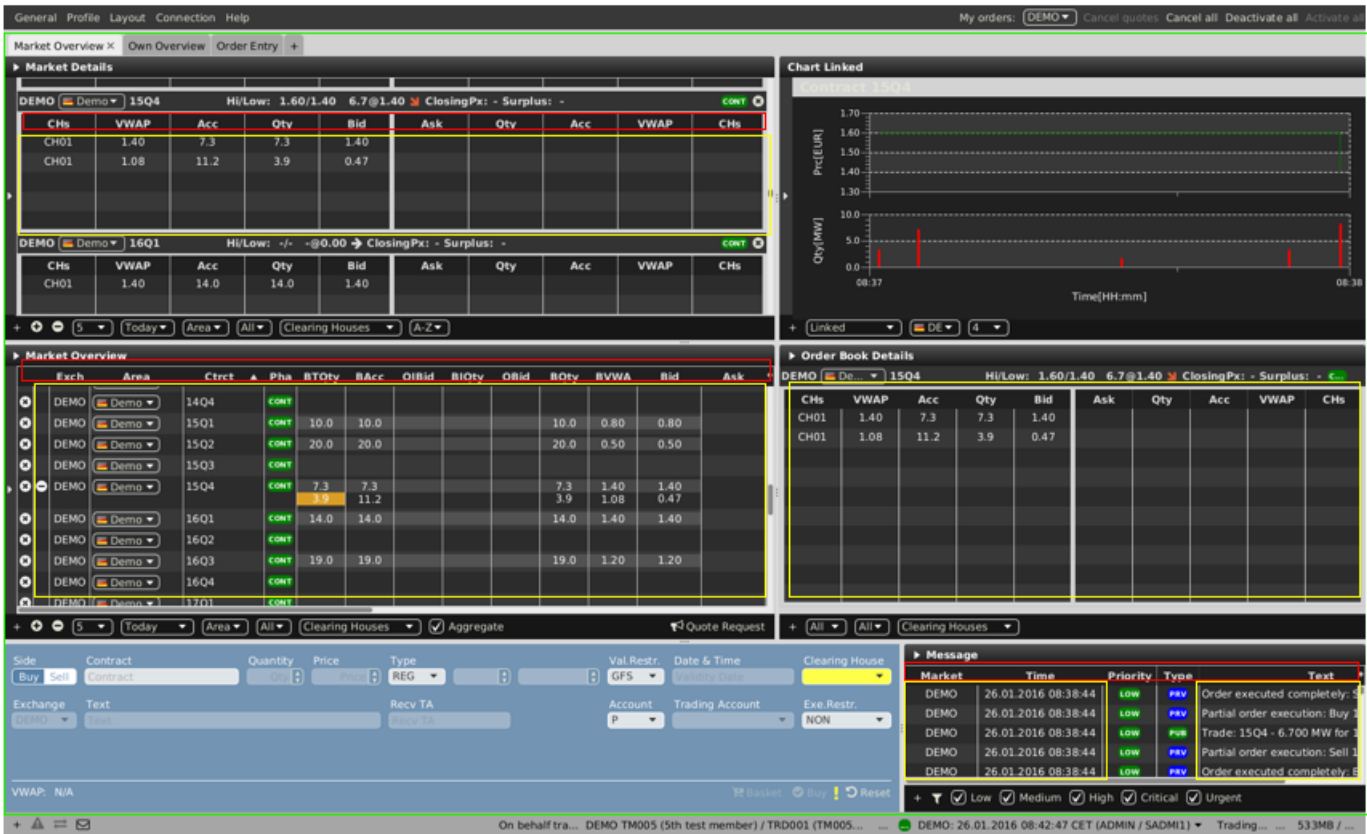 General Profile Layout Connection Help My orders: DEMO Cancel quotes Cancel all Deactivate all Activate all
Market Overview × Own Overview Order Entry +
Market Details
DEMO Demo 15Q4 Hi/Low: 1.60/1.40 6.7@1.40 ClosingPx: - Surplus: - CONT
CHs VWAP Acc Qty Bid Ask Qty Acc VWAP CHs
CH01 1.40 7.3 7.3 1.40
CH01 1.08 11.2 3.9 0.47
DEMO Demo 16Q1 Hi/Low: -/- -@0.00 ClosingPx: - Surplus: - CONT
CHs VWAP Acc Qty Bid Ask Qty Acc VWAP CHs
CH01 1.40 14.0 14.0 1.40
+ 5 Today Area All Clearing Houses A-Z
Chart Linked
Contract 15Q4
Prc[EUR]
1.70
1.60
1.50
1.40
1.30
Qty[MW]
10.0
5.0
0.0
08:37 08:38
Time[HH:mm]
+ Linked DE 4
Market Overview
Exch Area Ctrct Pha BTQty BAcc OIBid BIQty OBid BQty BVWA Bid Ask
DEMO Demo 14Q4 CONT
DEMO Demo 15Q1 CONT 10.0 10.0 10.0 0.80 0.80
DEMO Demo 15Q2 CONT 20.0 20.0 20.0 0.50 0.50
DEMO Demo 15Q3 CONT
DEMO Demo 15Q4 CONT 7.3 7.3 7.3 1.40 1.40
3.9 11.2 3.9 1.08 0.47
DEMO Demo 16Q1 CONT 14.0 14.0 14.0 1.40 1.40
DEMO Demo 16Q2 CONT
DEMO Demo 16Q3 CONT 19.0 19.0 19.0 1.20 1.20
DEMO Demo 16Q4 CONT
DEMO Demo 17Q1 CONT
+ 5 Today Area All Clearing Houses Aggregate Quote Request
Order Book Details
DEMO De... 15Q4 Hi/Low: 1.60/1.40 6.7@1.40 ClosingPx: - Surplus: - C...
CHs VWAP Acc Qty Bid Ask Qty Acc VWAP CHs
CH01 1.40 7.3 7.3 1.40
CH01 1.08 11.2 3.9 0.47
+ All All Clearing Houses
Side Contract Quantity Price Type Val.Restr. Date & Time Clearing House
Buy Sell Contract Qty Price REG GFS Validity Date
Exchange Text Recv TA Account Trading Account Exe.Restr.
DEMO Text Recv TA P NON
VWAP: N/A Basket Buy ! Reset
Message
Market Time Priority Type Text
DEMO 26.01.2016 08:38:44 LOW PRV Order executed completely: S
DEMO 26.01.2016 08:38:44 LOW PRV Partial order execution: Buy 1
DEMO 26.01.2016 08:38:44 LOW PUB Trade: 15Q4 - 6.700 MW for 1
DEMO 26.01.2016 08:38:44 LOW PRV Partial order execution: Sell 1
DEMO 26.01.2016 08:38:44 LOW PRV Order executed completely: B
+ Low Medium High Critical Urgent
+ On behalf tra... DEMO TM005 (5th test member) / TRD001 (TM005... ... DEMO: 26.01.2016 08:42:47 CET (ADMIN / SADMI1) Trading... ... 533MB / ...